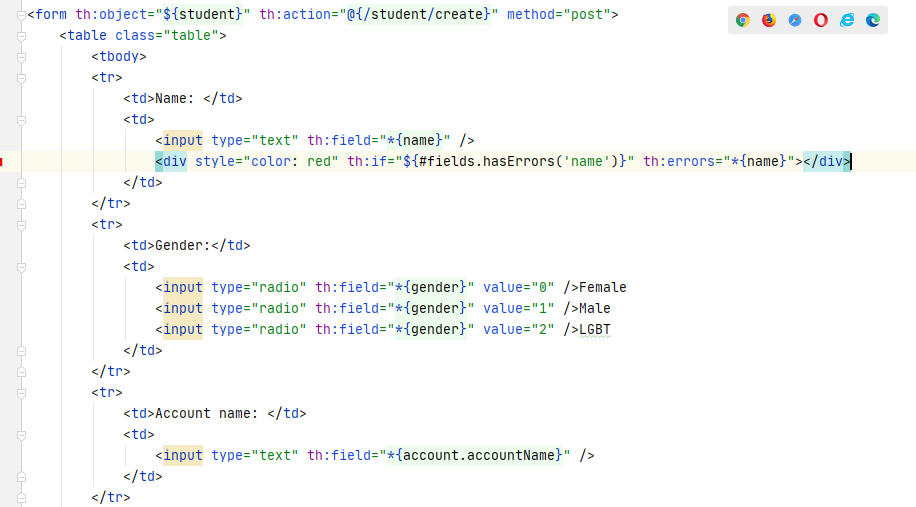 <form th:object="${student}" th:action="@{/student/create}" method="post">
<table class="table">
<tbody>
<tr>
<td>Name: </td>
<td>
<input type="text" th:field="*{name}" />
<div style="color: red" th:if="${#fields.hasErrors('name')}" th:errors="*{name}"></div>
</td>
</tr>
<tr>
<td>Gender:</td>
<td>
<input type="radio" th:field="*{gender}" value="0" />Female
<input type="radio" th:field="*{gender}" value="1" />Male
<input type="radio" th:field="*{gender}" value="2" />LGBT
</td>
</tr>
<tr>
<td>Account name: </td>
<td>
<input type="text" th:field="*{account.accountName}" />
</td>
</tr>